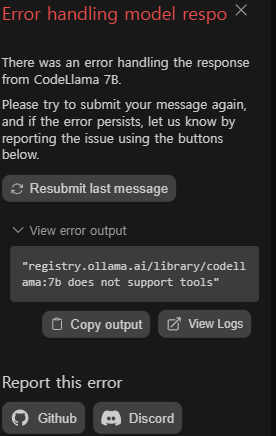 Error handling model respo
There was an error handling the response
from CodeLlama 7B.
Please try to submit your message again,
and if the error persists, let us know by
reporting the issue using the buttons
below.
Resubmit last message
View error output
"registry.ollama.ai/library/codell
ama:7b does not support tools"
Copy output
View Logs
Report this error
Github
Discord